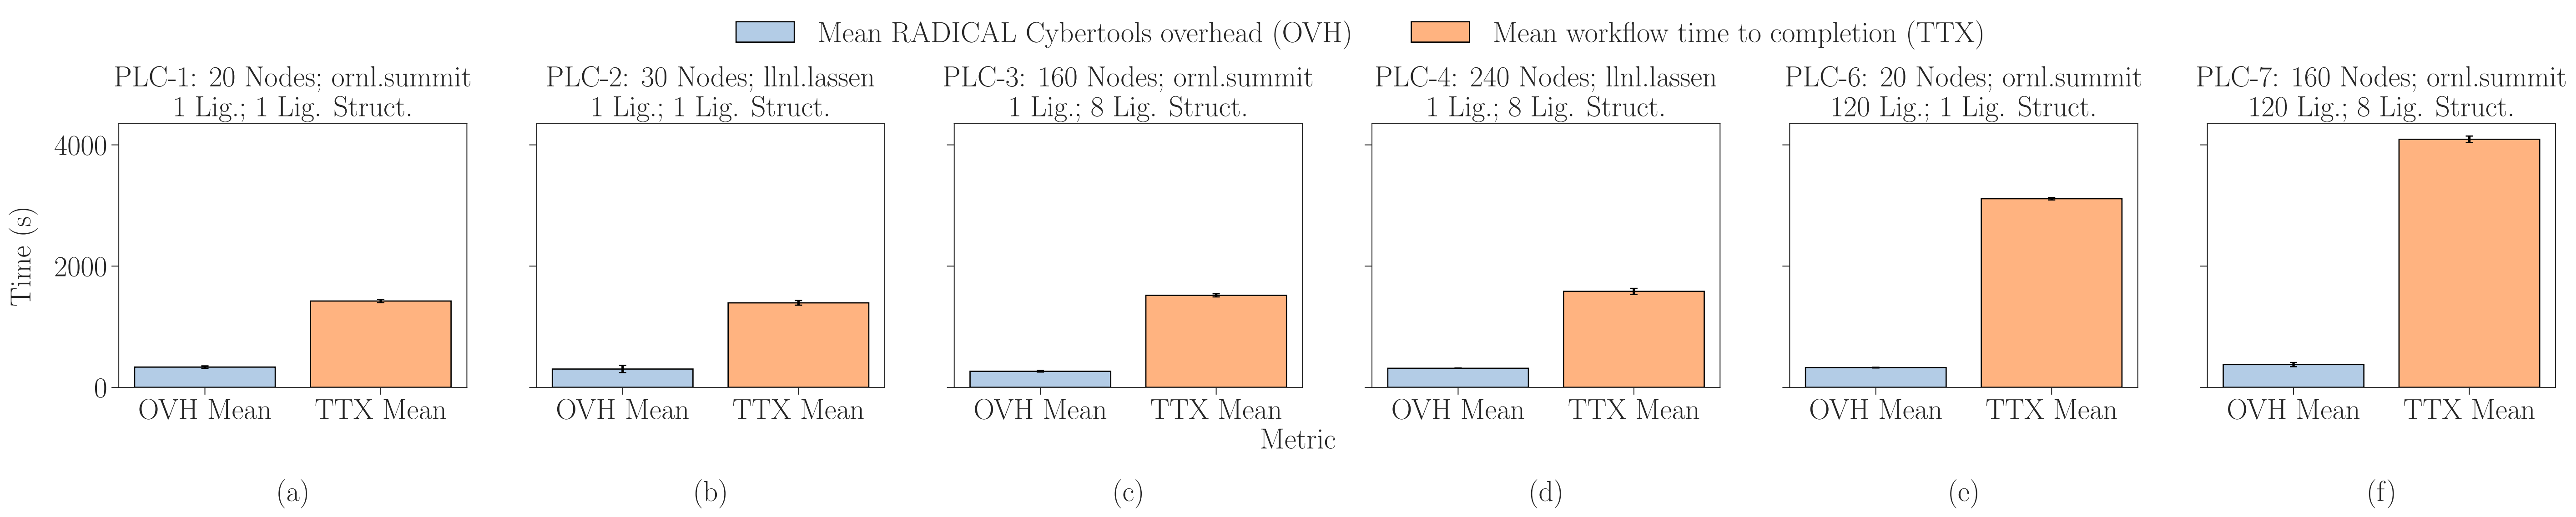 Mean RADICAL Cybertools overhead (OVH) Mean workflow time to completion (TTX)
PLC-1: 20 Nodes; ornl.summit
1 Lig.; 1 Lig. Struct.
PLC-2: 30 Nodes; llnl.lassen
1 Lig.; 1 Lig. Struct.
PLC-3: 160 Nodes; ornl.summit
1 Lig.; 8 Lig. Struct.
PLC-4: 240 Nodes; llnl.lassen
1 Lig.; 8 Lig. Struct.
PLC-6: 20 Nodes; ornl.summit
120 Lig.; 1 Lig. Struct.
PLC-7: 160 Nodes; ornl.summit
120 Lig.; 8 Lig. Struct.
Time (s)
4000
2000
0
OVH Mean TTX Mean
OVH Mean TTX Mean
OVH Mean TTX Mean
OVH Mean TTX Mean
OVH Mean TTX Mean
OVH Mean TTX Mean
Metric
(a)
(b)
(c)
(d)
(e)
(f)